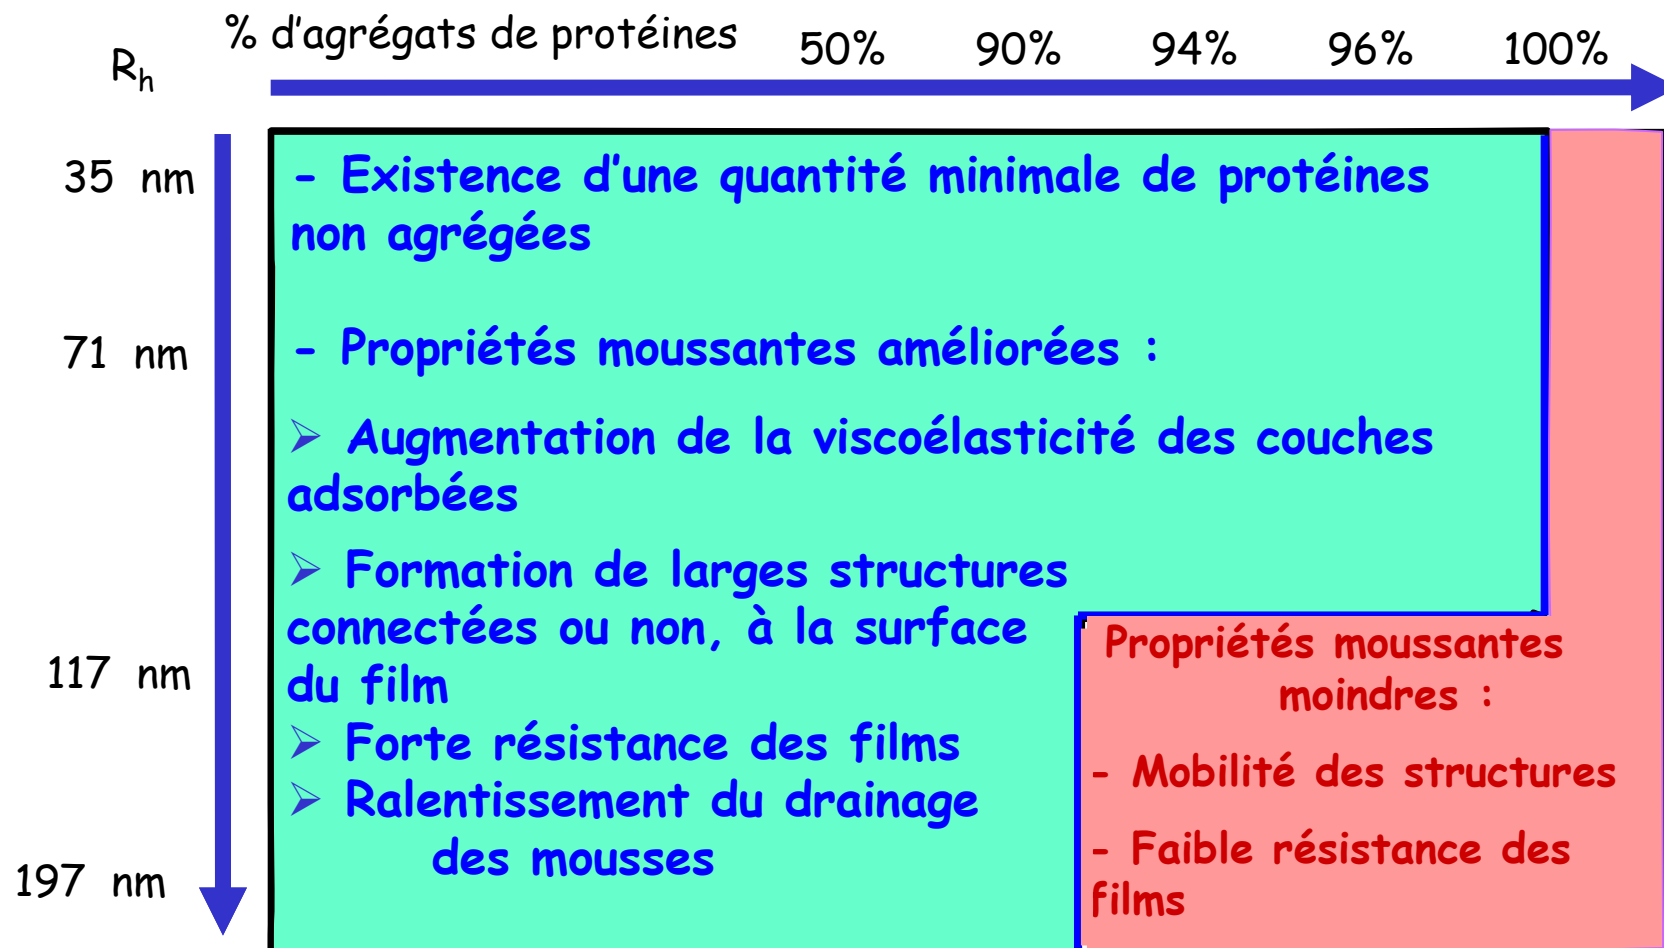 % d'agrégats de protéines 50% 90% 94% 96% 100%
Rh
35 nm
- Existence d'une quantité minimale de protéines
non agrégées
71 nm
- Propriétés moussantes améliorées :
➢ Augmentation de la viscoélasticité des couches
adsorbées
➢ Formation de larges structures
connectées ou non, à la surface
du film
117 nm
➢ Forte résistance des films
➢ Ralentissement du drainage
des mousses
197 nm
Propriétés moussantes
moindres :
- Mobilité des structures
- Faible résistance des
films